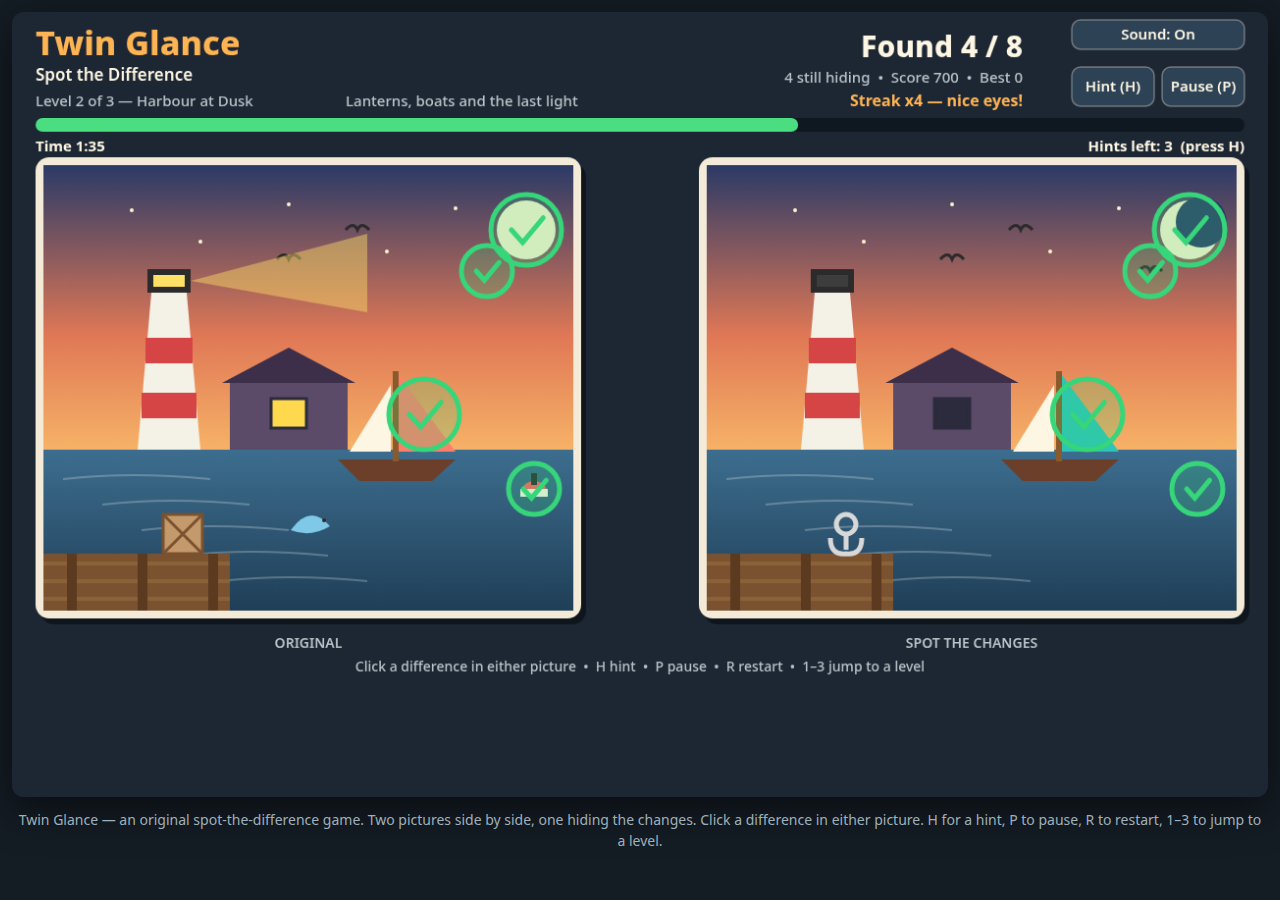 Twin Glance
Spot the Difference
Level 2 of 3 — Harbour at Dusk
Lanterns, boats and the last light
Found 4 / 8
4 still hiding • Score 700 • Best 0
Streak x4 — nice eyes!
Sound: On
Hint (H)
Pause (P)
Time 1:35
Hints left: 3 (press H)
ORIGINAL
SPOT THE CHANGES
Click a difference in either picture • H hint • P pause • R restart • 1–3 jump to a level
Twin Glance — an original spot-the-difference game. Two pictures side by side, one hiding the changes. Click a difference in either picture. H for a hint, P to pause, R to restart, 1–3 to jump to
a level.